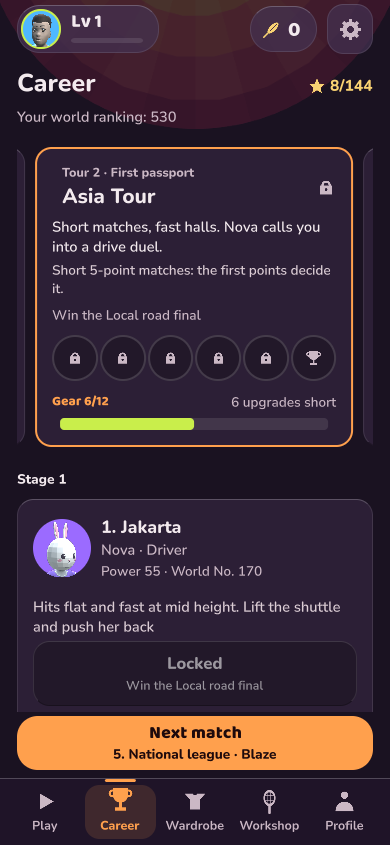 Lv 1
0
Career
8/144
Your world ranking: 530
Tour 2 · First passport
Asia Tour
Short matches, fast halls. Nova calls you
into a drive duel.
Short 5-point matches: the first points decide
it.
Win the Local road final
Gear 6/12
6 upgrades short
Stage 1
1. Jakarta
Nova · Driver
Power 55 · World No. 170
Hits flat and fast at mid height. Lift the shuttle
and push her back
Locked
Win the Local road final
Next match
5. National league · Blaze
Play
Career
Wardrobe
Workshop
Profile